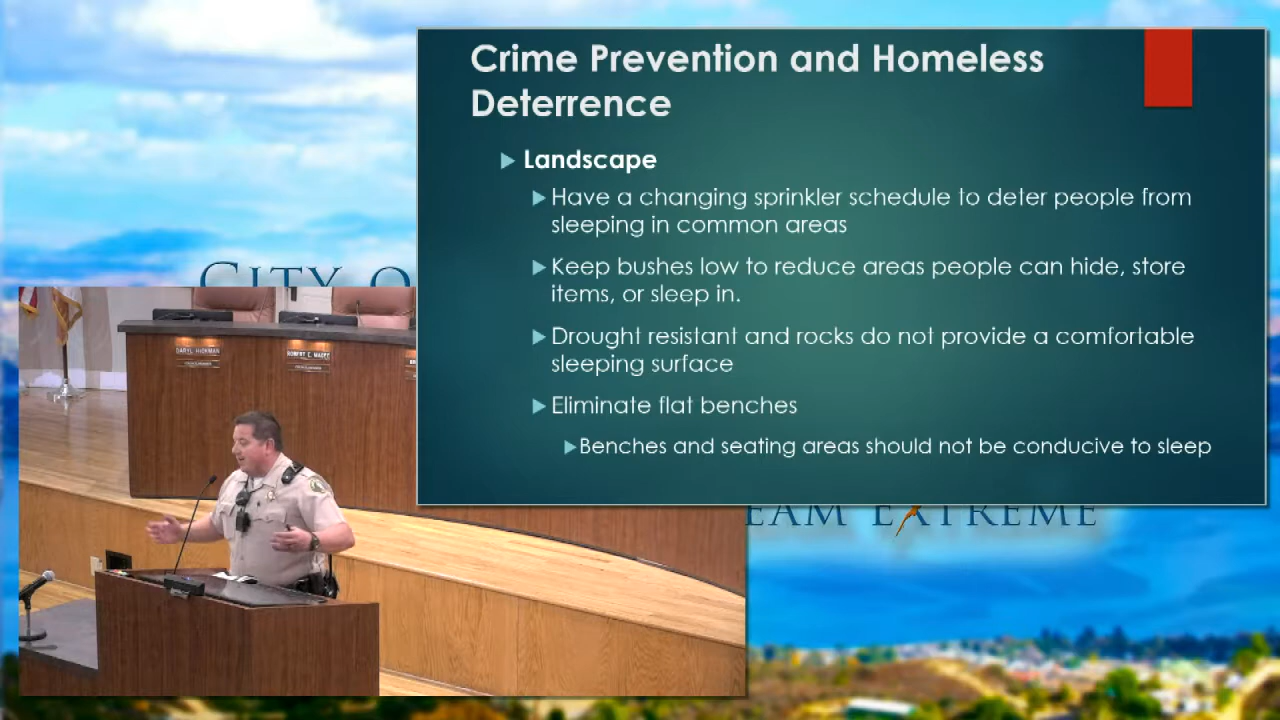 Crime Prevention and Homeless
Deterrence
Landscape
Have a changing sprinkler schedule to deter people from
sleeping in common areas
Keep bushes low to reduce areas people can hide, store
items, or sleep in.
Drought resistant and rocks do not provide a comfortable
sleeping surface
Eliminate flat benches
Benches and seating areas should not be conducive to sleep
CITY O
EAM EXTREME
DARYL HICKMAN
ROBERT E. MAGEE